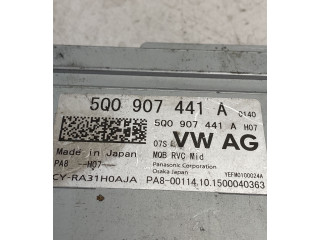 5Q0 907 441 A 0140
5Q0 907 441 A H07
07S VW AG
Made in Japan MQB RVC Mid
PA8 --H07-- Panasonic Corporation
Osaka Japan YEFM0100024A
CY-RA31H0AJA PA8-00114.10.1500040363